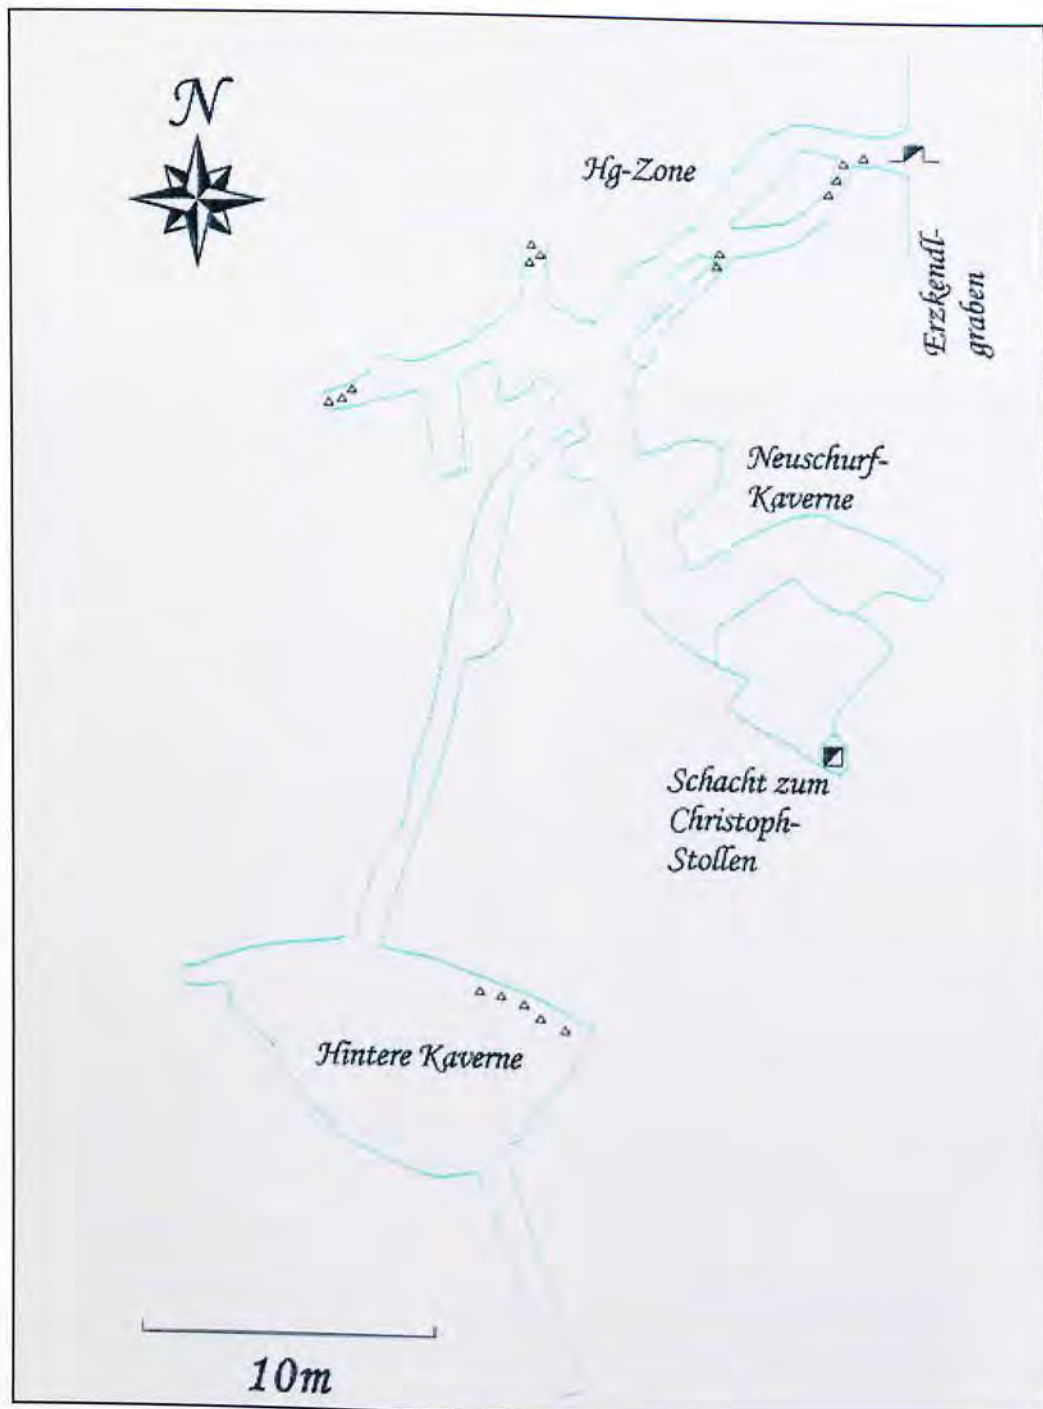 N
Hg-Zone
Erzkendl-
graben
Neuschurf-
Kaverne
Schacht zum
Christoph-
Stollen
Hintere Kaverne
10m